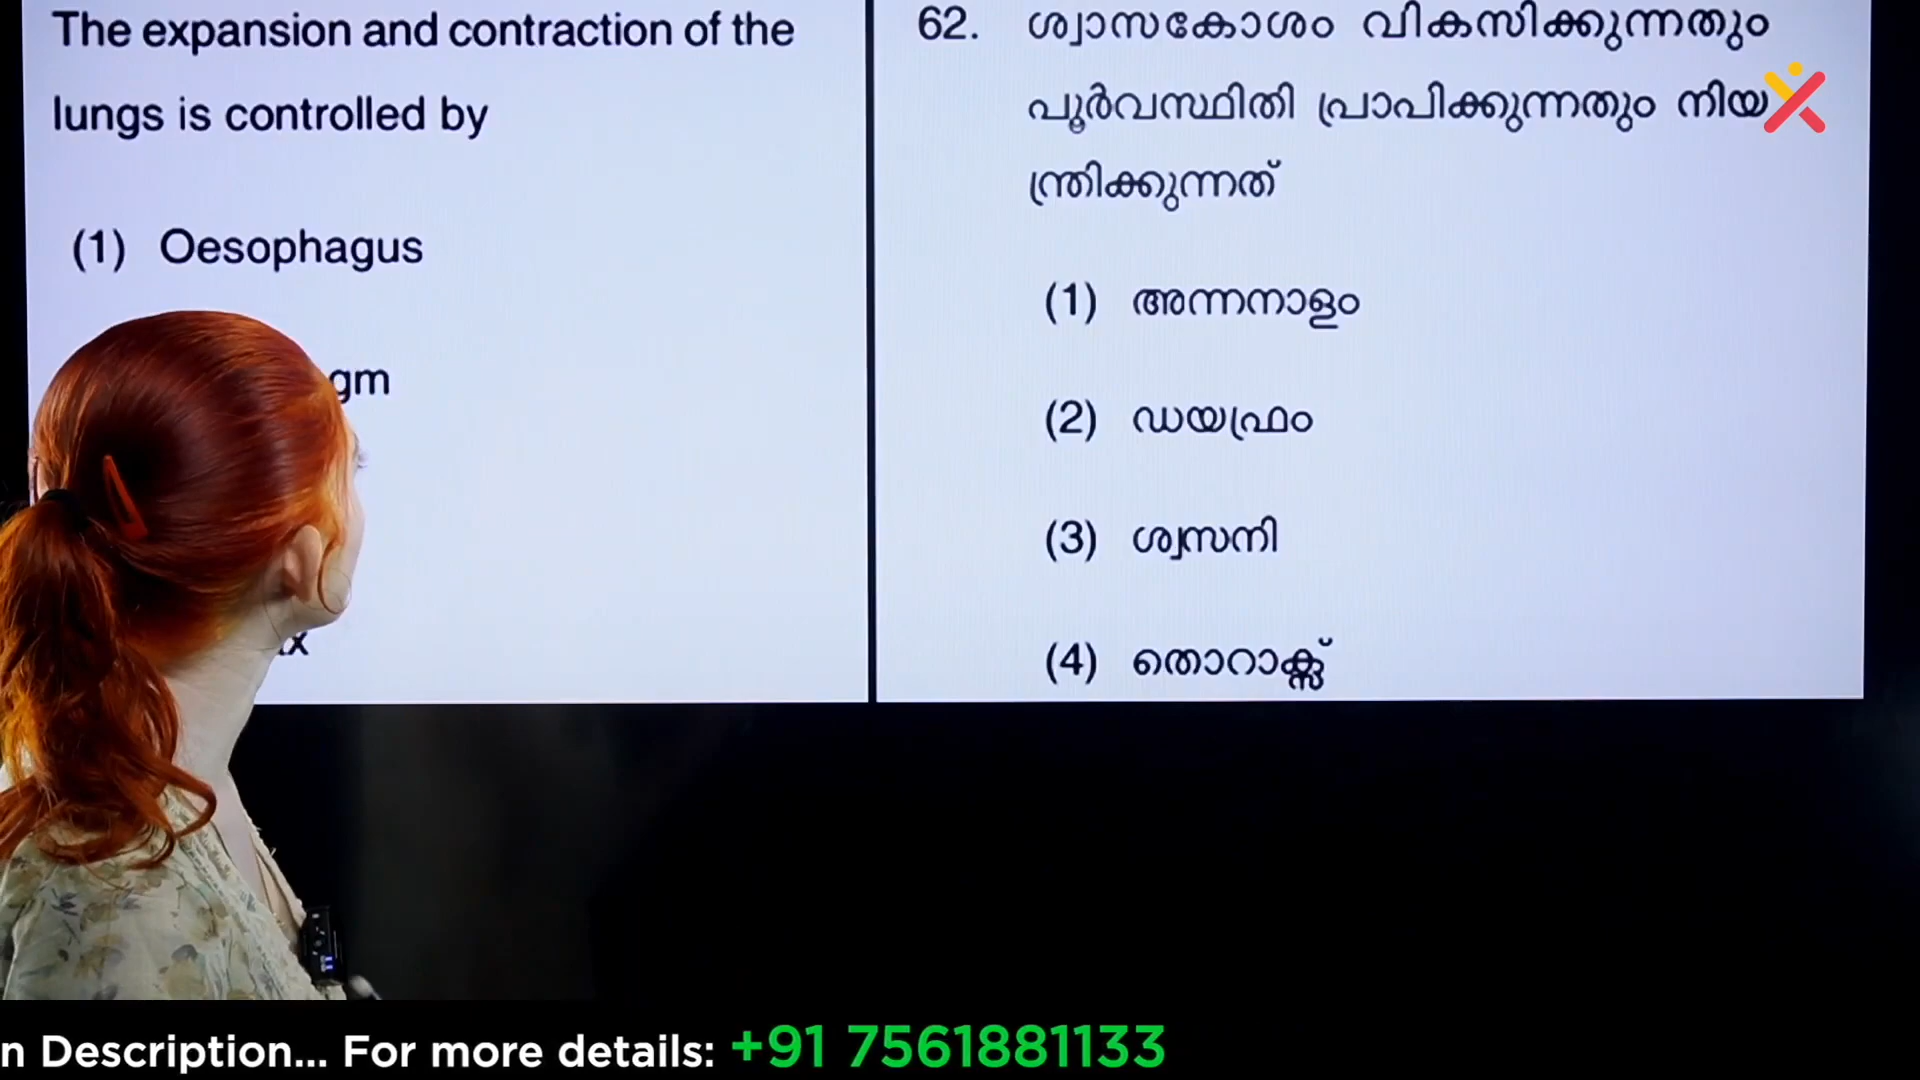 The expansion and contraction of the
lungs is controlled by
(1) Oesophagus
62. ശ്വാസകോശം വികസിക്കുന്നതും
പൂർവസ്ഥിതി പ്രാപിക്കുന്നതും നിയ
ന്ത്രിക്കുന്നത്
(1) അന്നനാളം
(2) ഡയഫ്രം
(3) ശ്വസനി
(4) തൊറാക്സ്
n Description... For more details: +91 7561881133